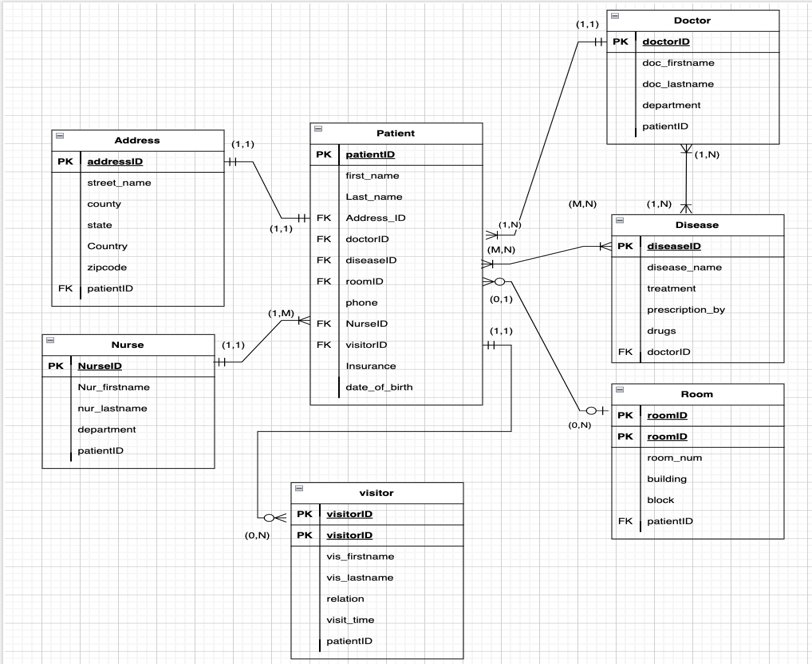 Doctor
PK doctorID
doc_firstname
doc_lastname
department
patientID
(1,1)
(1,N)
Address
PK addressID
street_name
county
state
Country
zipcode
FK patientID
(1,1)
(1,1)
Patient
PK patientID
first_name
Last_name
FK Address_ID
FK doctorID
FK diseaseID
FK roomID
phone
FK NurseID
FK visitorID
Insurance
date_of_birth
(1,N)
(M,N)
(0,1)
(1,1)
(M,N)
(1,N)
Disease
PK diseaseID
disease_name
treatment
prescription_by
drugs
FK doctorID
Nurse
PK NurseID
Nur_firstname
nur_lastname
department
patientID
(1,1)
(1,M)
Room
PK roomID
PK roomID
room_num
building
block
FK patientID
(0,N)
visitor
PK visitorID
PK visitorID
vis_firstname
vis_lastname
relation
visit_time
patientID
(0,N)